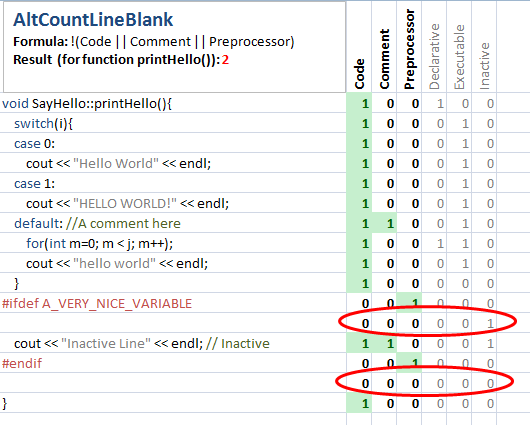 AltCountLineBlank
Formula: !(Code || Comment || Preprocessor)
Result (for function printHello()): 2
Code Comment Preprocessor Declarative Executable Inactive
void SayHello::printHello(){ 1 0 0 1 0 0
switch(i){ 1 0 0 0 1 0
case 0: 1 0 0 0 1 0
cout << "Hello World" << endl; 1 0 0 0 1 0
case 1: 1 0 0 0 1 0
cout << "HELLO WORLD!" << endl; 1 0 0 0 1 0
default: //A comment here 1 1 0 0 1 0
for(int m=0; m < j; m++); 1 0 0 1 1 0
cout << "hello world" << endl; 1 0 0 0 1 0
} 1 0 0 0 0 0
#ifdef A_VERY_NICE_VARIABLE 0 0 1 0 0 0
0 0 0 0 0 1
cout << "Inactive Line" << endl; // Inactive 1 1 0 0 0 1
#endif 0 0 1 0 0 0
0 0 0 0 0 0
} 1 0 0 0 0 0